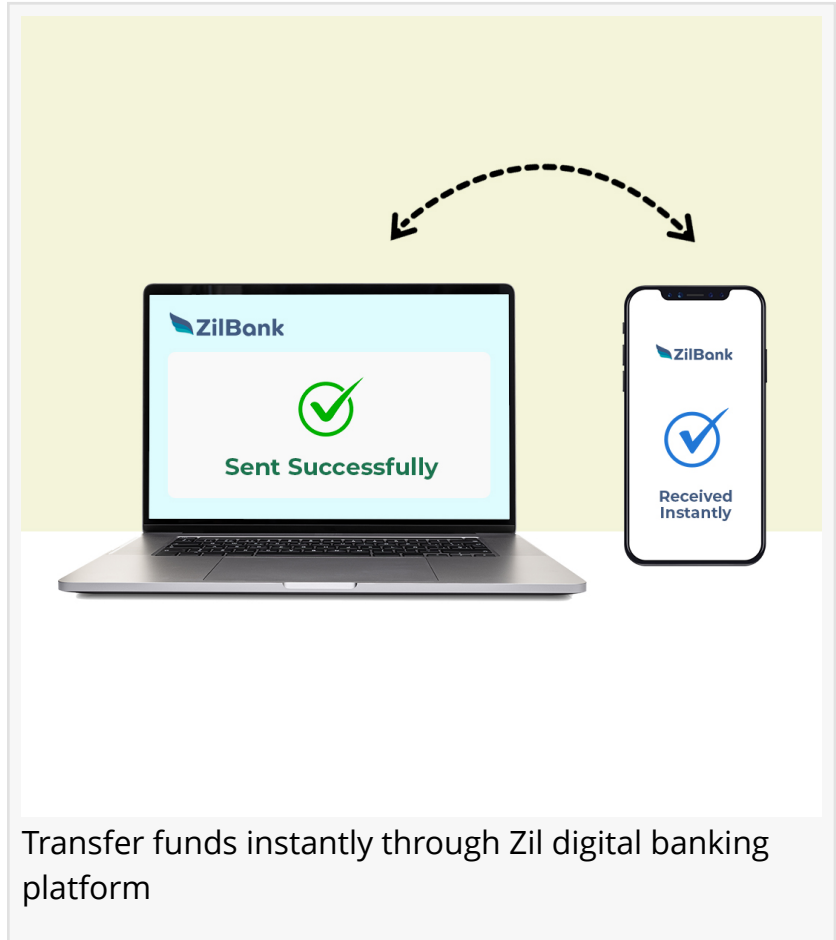 ZilBank
Sent Successfully
ZilBank
Received
Instantly
Transfer funds instantly through Zil digital banking
platform